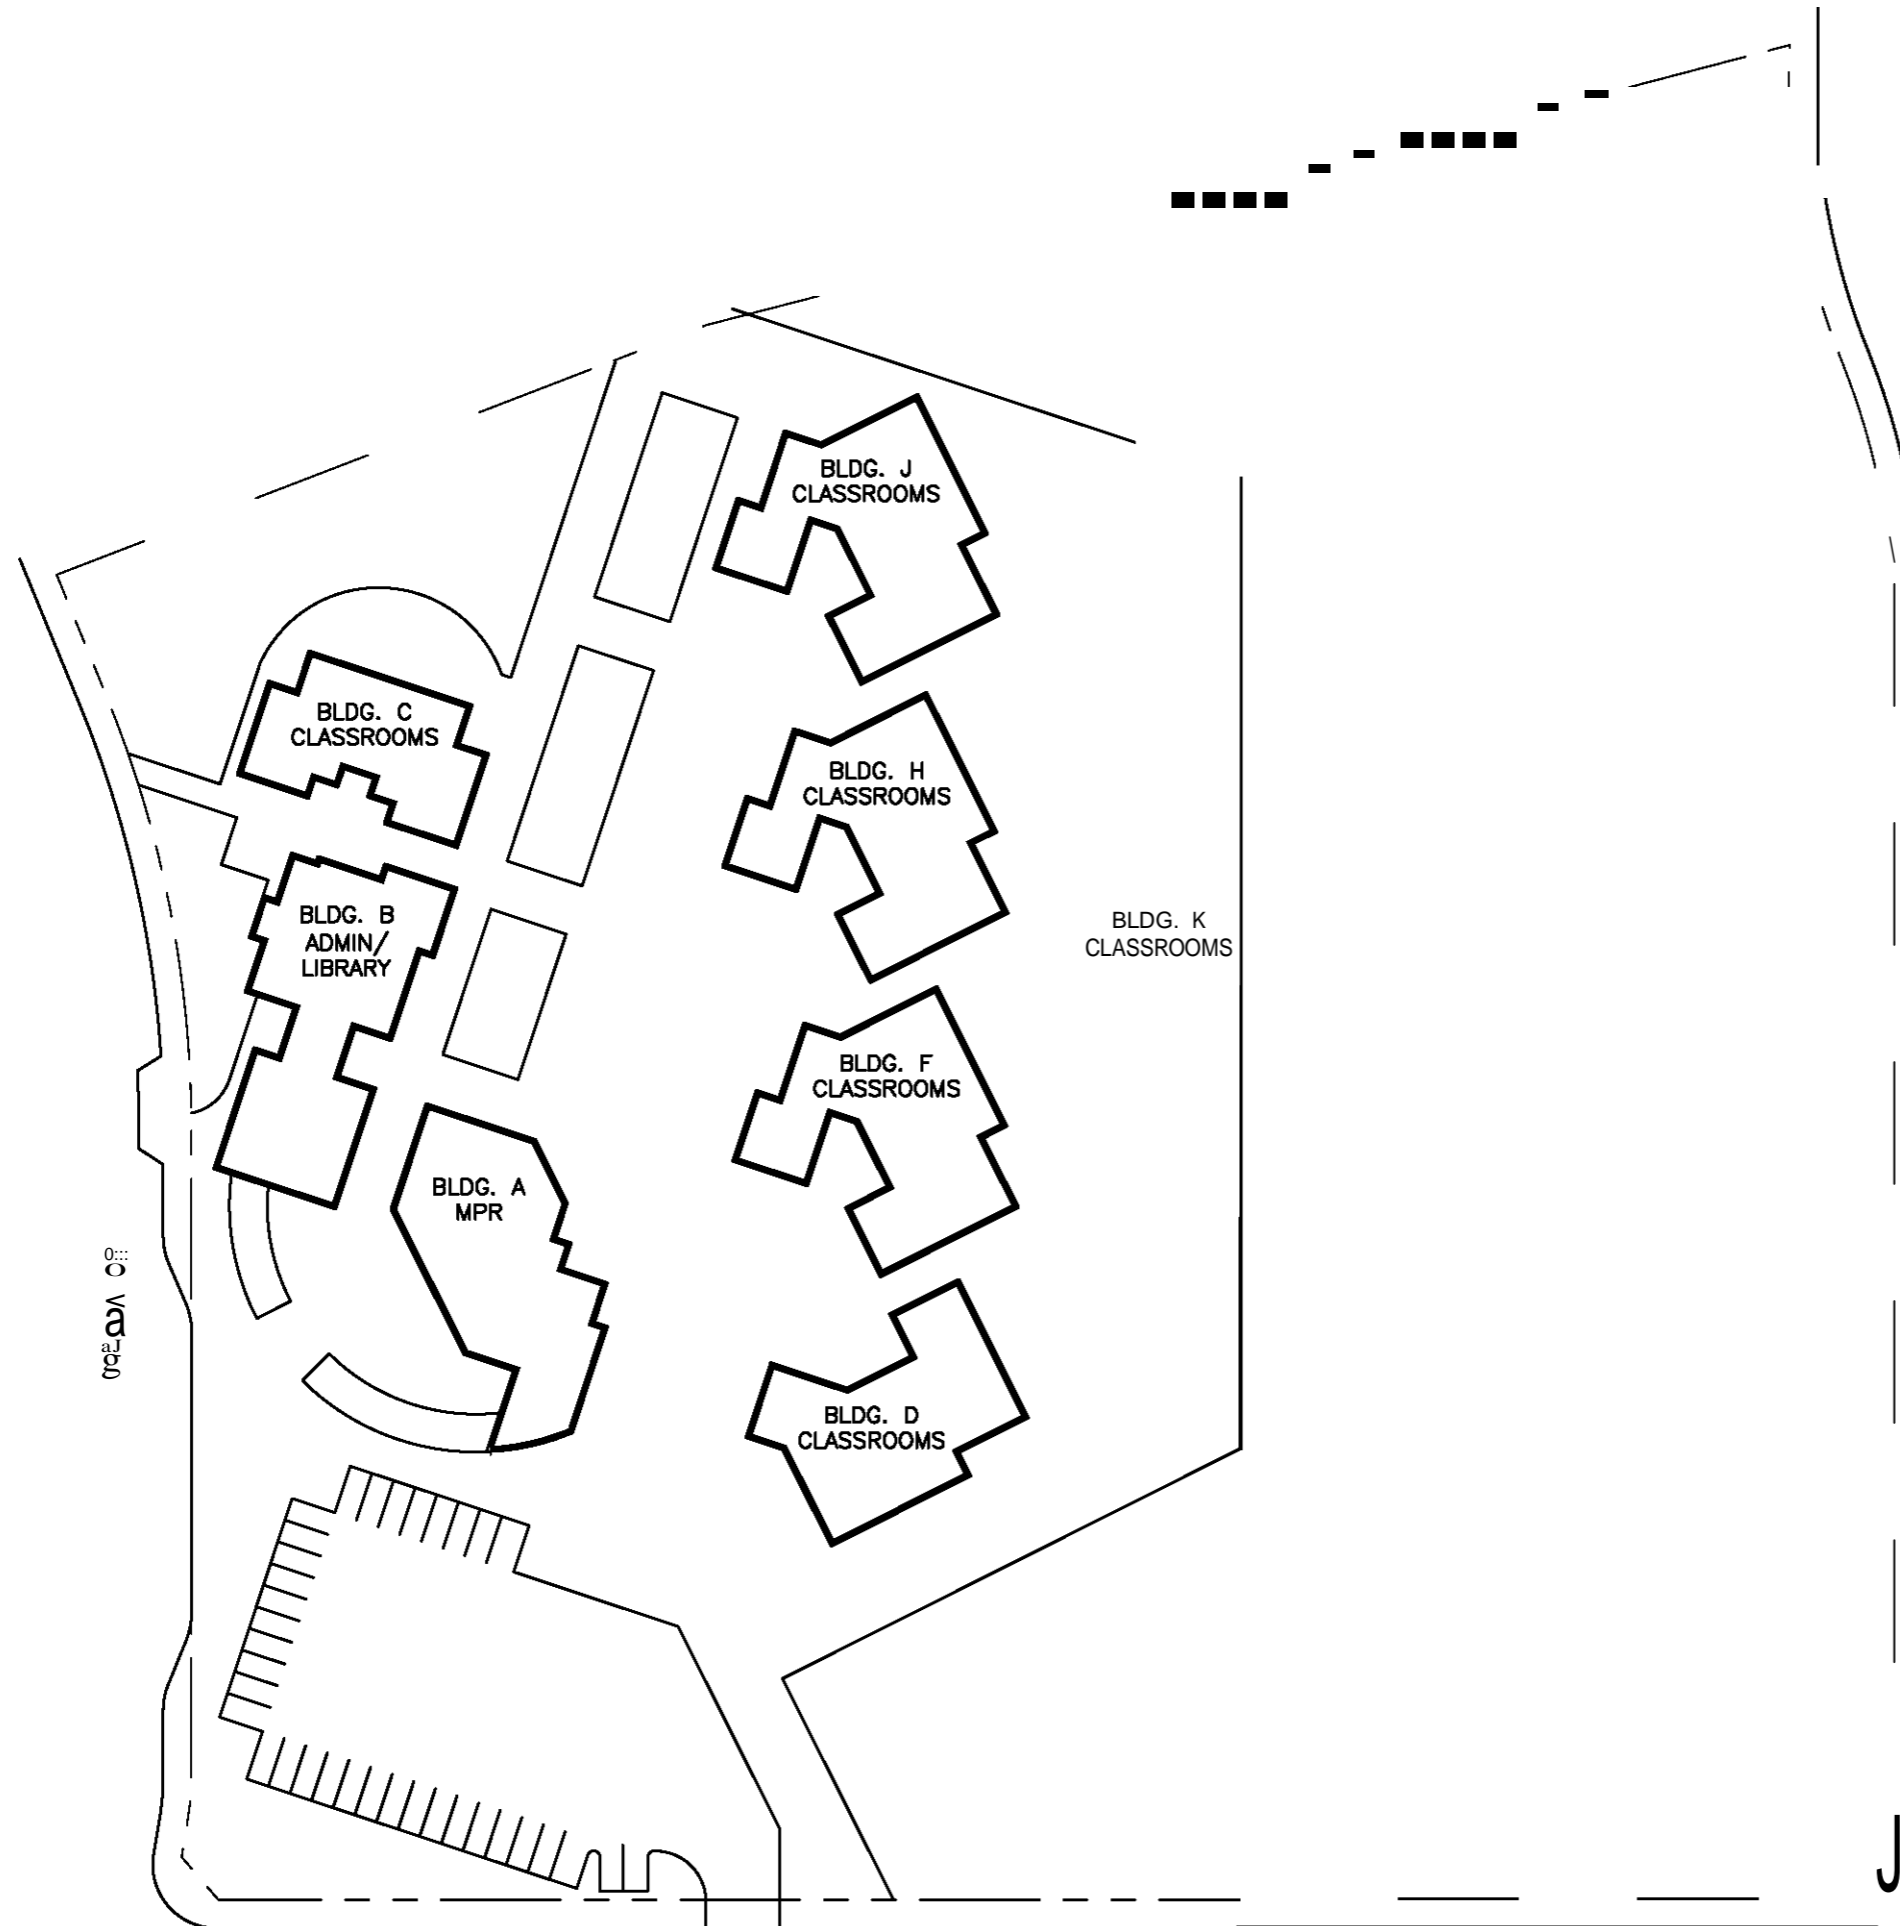 BLDG. J
CLASSROOMS
BLDG. C
CLASSROOMS
BLDG. H
CLASSROOMS
BLDG. B
ADMIN/
LIBRARY
BLDG. K
CLASSROOMS
BLDG. F
CLASSROOMS
BLDG. A
MPR
BLDG. D
CLASSROOMS
J